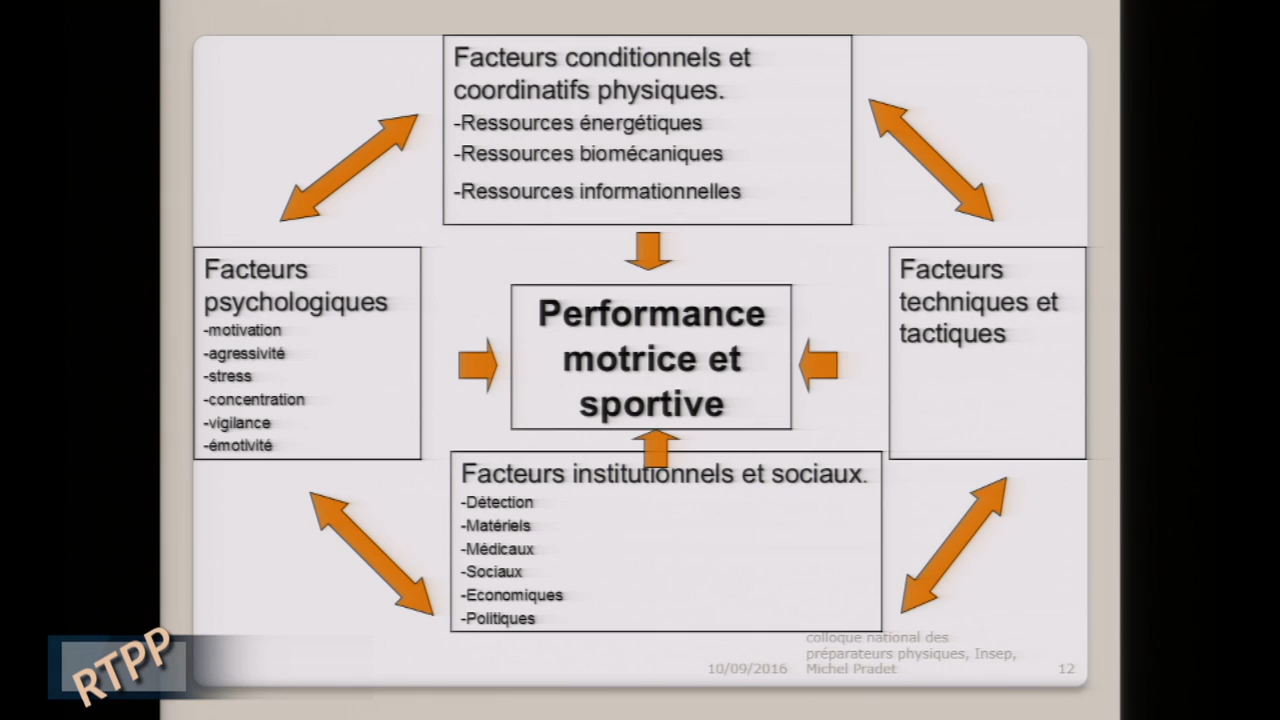 Facteurs conditionnels et
coordinatifs physiques.
-Ressources énergétiques
-Ressources biomécaniques
-Ressources informationnelles
Facteurs
psychologiques
-motivation
-agressivité
-stress
-concentration
-vigilance
-émotivité
Performance
motrice et
sportive
Facteurs
techniques et
tactiques
Facteurs institutionnels et sociaux.
-Détection
-Matériels
-Médicaux
-Sociaux
-Economiques
-Politiques
10/09/2016
colloque national des
préparateurs physiques, Insep,
Michel Pradet
12
RTPP